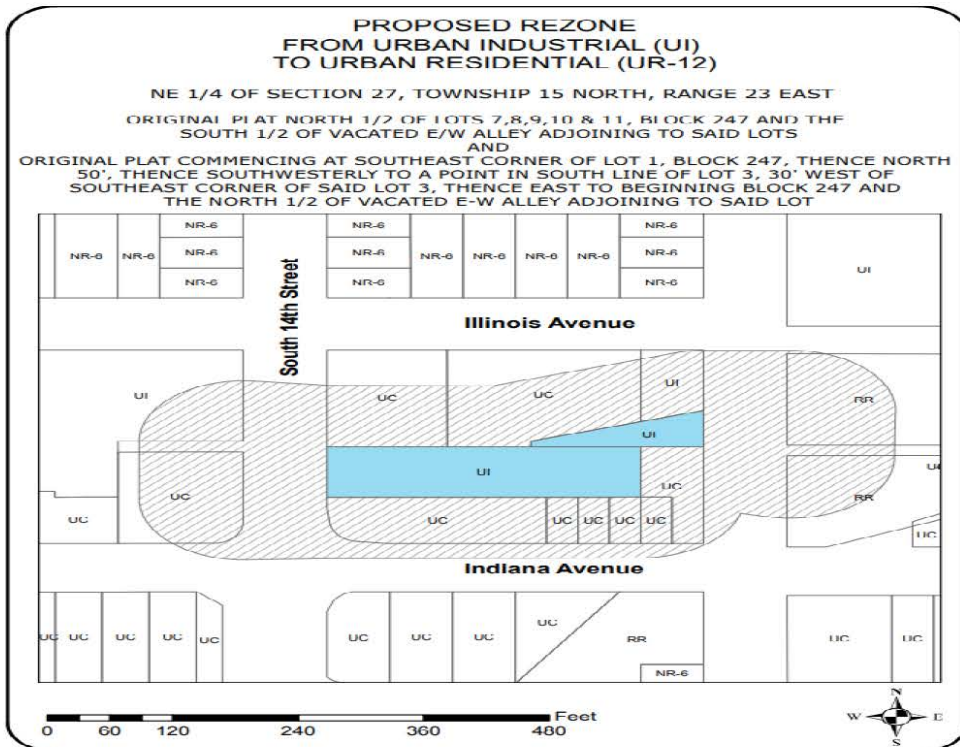 PROPOSED REZONE
FROM URBAN INDUSTRIAL (UI)
TO URBAN RESIDENTIAL (UR-12)
NE 1/4 OF SECTION 27, TOWNSHIP 15 NORTH, RANGE 23 EAST
ORIGINAL PLAT NORTH 1/2 OF LOTS 7,8,9,10 & 11, BLOCK 247 AND THE
SOUTH 1/2 OF VACATED E/W ALLEY ADJOINING TO SAID LOTS
AND
ORIGINAL PLAT COMMENCING AT SOUTHEAST CORNER OF LOT 1, BLOCK 247, THENCE NORTH
50', THENCE SOUTHWESTERLY TO A POINT IN SOUTH LINE OF LOT 3, 30' WEST OF
SOUTHEAST CORNER OF SAID LOT 3, THENCE EAST TO BEGINNING BLOCK 247 AND
THE NORTH 1/2 OF VACATED E-W ALLEY ADJOINING TO SAID LOT
NR-6 NR-6 NR-6
NR-6 NR-6 NR-6 NR-6 NR-6 NR-6 NR-6 NR-6
NR-6 NR-6 NR-6
UI
South 14th Street
Illinois Avenue
UI UC UC UI RR
UI
UI
UC UC RR
UC UC UC UC UC UC UC
Indiana Avenue
UC UC UC UC UC UC UC UC UC RR UC UC
NR-6
Feet
0 60 120 240 360 480
N
W E
S